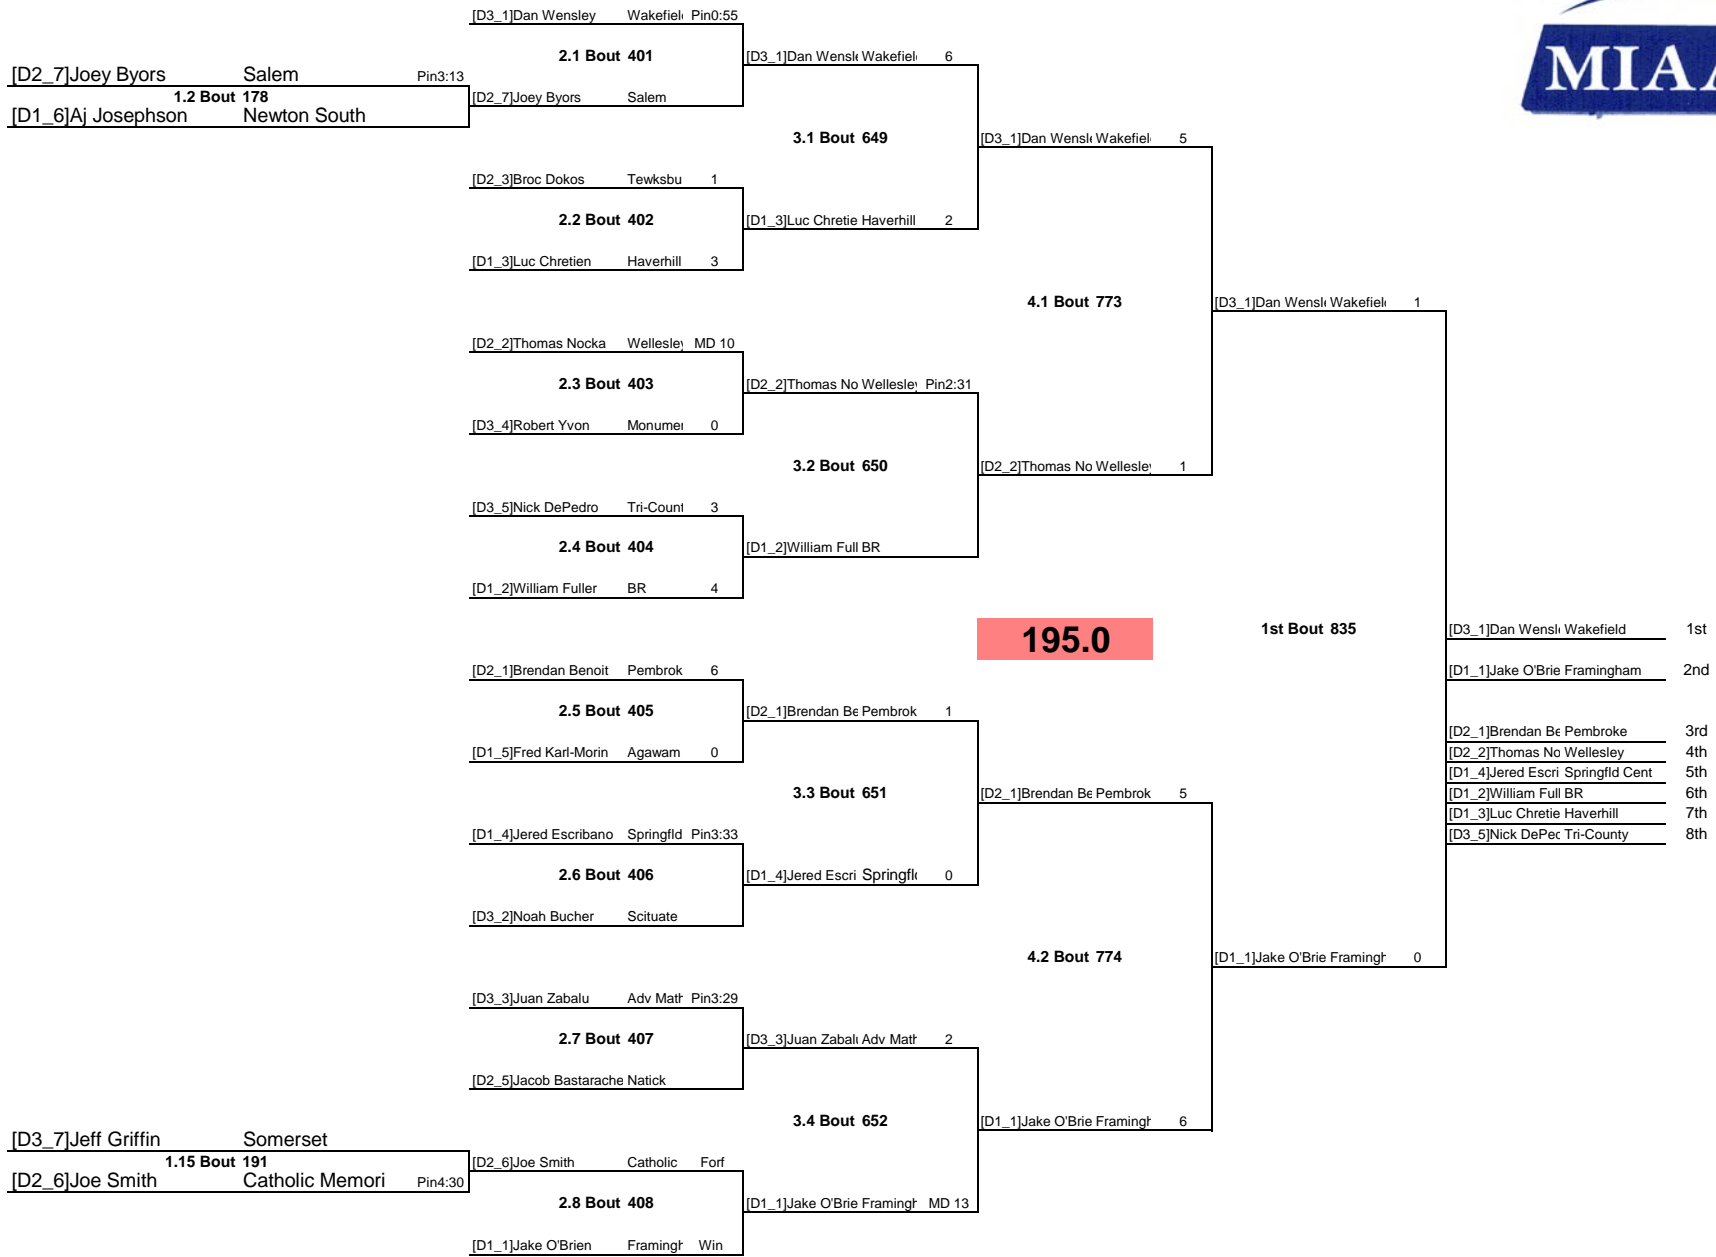 [D3_1]Dan Wensley Wakefiel Pin0:55
2.1 Bout 401
[D3_1]Dan Wensl Wakefiel 6
[D2_7]Joey Byors Salem Pin3:13
1.2 Bout 178
[D1_6]Aj Josephson Newton South
[D2_7]Joey Byors Salem
MIAA
3.1 Bout 649
[D3_1]Dan Wensl Wakefiel 5
[D2_3]Broc Dokos Tewksbu 1
2.2 Bout 402
[D1_3]Luc Chretie Haverhill 2
[D1_3]Luc Chretien Haverhill 3
4.1 Bout 773
[D3_1]Dan Wensl Wakefiel 1
[D2_2]Thomas Nocka Wellesley MD 10
2.3 Bout 403
[D2_2]Thomas No Wellesley Pin2:31
[D3_4]Robert Yvon Monumen 0
3.2 Bout 650
[D2_2]Thomas No Wellesley 1
[D3_5]Nick DePedro Tri-Count 3
2.4 Bout 404
[D1_2]William Full BR
[D1_2]William Fuller BR 4
195.0
1st Bout 835
[D3_1]Dan Wensl Wakefield 1st
[D1_1]Jake O'Brie Framingham 2nd
[D2_1]Brendan Benoit Pembrok 6
2.5 Bout 405
[D2_1]Brendan Be Pembrok 1
[D1_5]Fred Karl-Morin Agawam 0
[D2_1]Brendan Be Pembroke 3rd
[D2_2]Thomas No Wellesley 4th
[D1_4]Jered Escri Springfld Cent 5th
[D1_2]William Full BR 6th
[D1_3]Luc Chretie Haverhill 7th
[D3_5]Nick DePed Tri-County 8th
3.3 Bout 651
[D2_1]Brendan Be Pembrok 5
[D1_4]Jered Escribano Springfld Pin3:33
2.6 Bout 406
[D1_4]Jered Escri Springfl 0
[D3_2]Noah Bucher Scituate
4.2 Bout 774
[D1_1]Jake O'Brie Framingh 0
[D3_3]Juan Zabalu Adv Math Pin3:29
2.7 Bout 407
[D3_3]Juan Zabalu Adv Math 2
[D2_5]Jacob Bastarache Natick
3.4 Bout 652
[D1_1]Jake O'Brie Framingh 6
[D3_7]Jeff Griffin Somerset
1.15 Bout 191
[D2_6]Joe Smith Catholic Memori Pin4:30
[D2_6]Joe Smith Catholic Forf
2.8 Bout 408
[D1_1]Jake O'Brie Framingh MD 13
[D1_1]Jake O'Brien Framingh Win